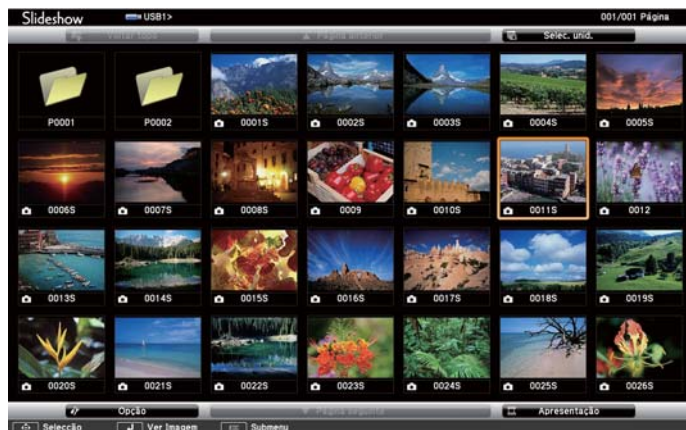 Slideshow USB1> 001/001 Página
Voltar topo Página anterior Selec. unid.
P0001 P0002 0001S 0002S 0003S 0004S 0005S
0006S 0007S 0008S 0009 0010S 0011S 0012
0013S 0014S 0015S 0016S 0017S 0018S 0019S
0020S 0021S 0022S 0023S 0024S 0025S 0026S
Opção Página seguinte Apresentação
Selecção Ver Imagem Submenu